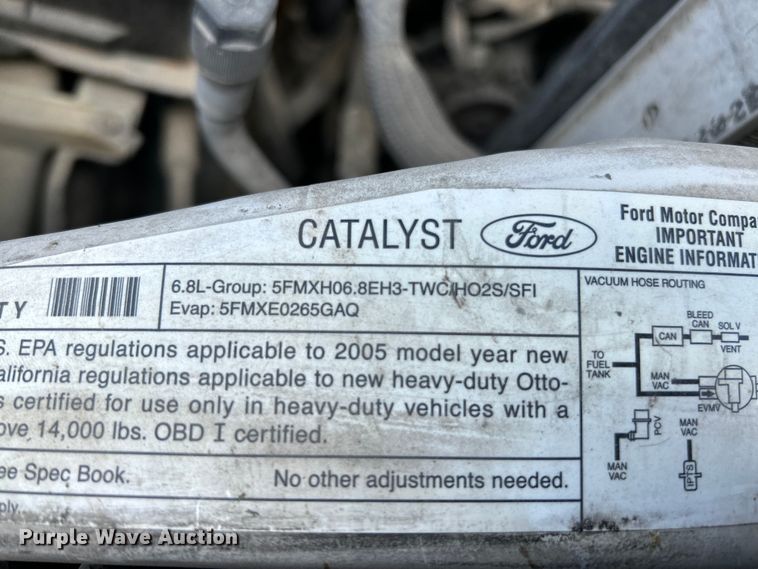 CATALYST
Ford
Ford Motor Compa
IMPORTANT
ENGINE INFORMAT
TY
6.8L-Group: 5FMXH06.8EH3-TWC/HO2S/SFI
Evap: 5FMXE0265GAQ
S. EPA regulations applicable to 2005 model year new
alifornia regulations applicable to new heavy-duty Otto-
s certified for use only in heavy-duty vehicles with a
ove 14,000 lbs. OBD I certified.
ee Spec Book.
No other adjustments needed.
ply.
VACUUM HOSE ROUTING
BLEED
CAN
SOL V
CAN
VENT
TO
FUEL
TANK
MAN
VAC
EVMV
PCV
MAN
VAC
MAN
VAC
IPTS
Purple Wave Auction